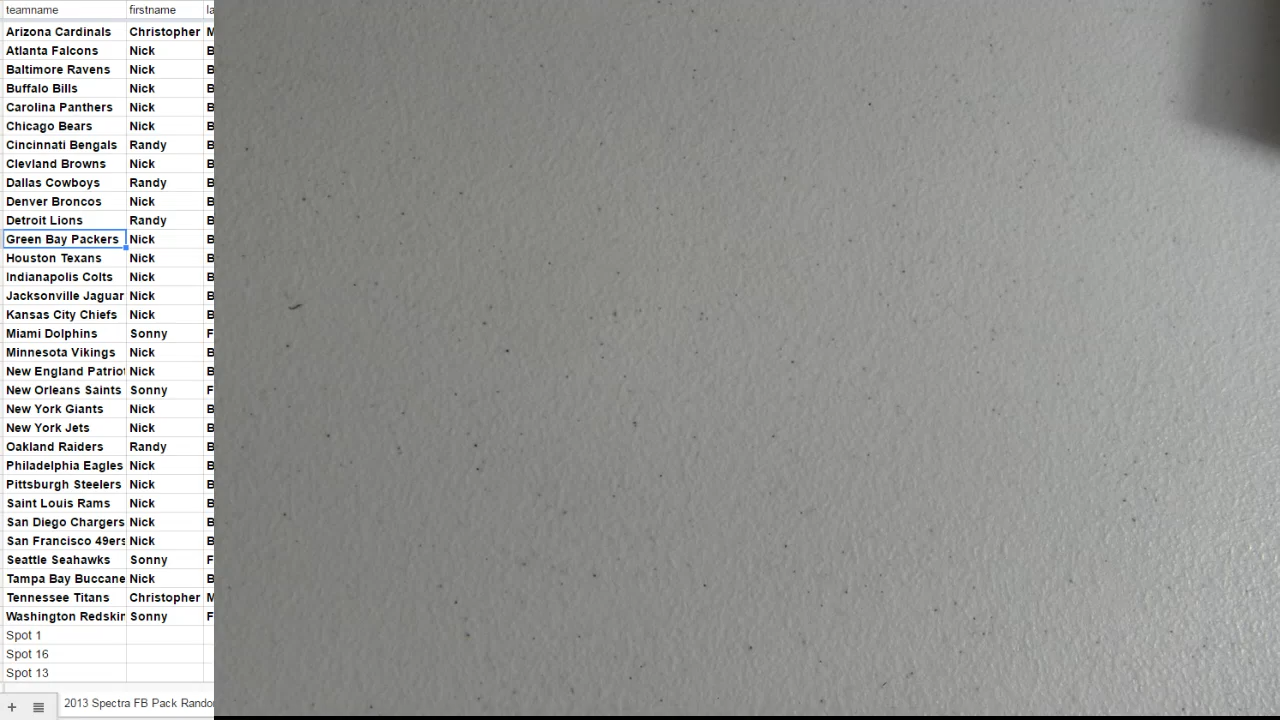 teamname firstname la
Arizona Cardinals Christopher M
Atlanta Falcons Nick B
Baltimore Ravens Nick B
Buffalo Bills Nick B
Carolina Panthers Nick B
Chicago Bears Nick B
Cincinnati Bengals Randy B
Clevland Browns Nick B
Dallas Cowboys Randy B
Denver Broncos Nick B
Detroit Lions Randy B
Green Bay Packers Nick B
Houston Texans Nick B
Indianapolis Colts Nick B
Jacksonville Jaguar Nick B
Kansas City Chiefs Nick B
Miami Dolphins Sonny F
Minnesota Vikings Nick B
New England Patriot Nick B
New Orleans Saints Sonny F
New York Giants Nick B
New York Jets Nick B
Oakland Raiders Randy B
Philadelphia Eagles Nick B
Pittsburgh Steelers Nick B
Saint Louis Rams Nick B
San Diego Chargers Nick B
San Francisco 49ers Nick B
Seattle Seahawks Sonny F
Tampa Bay Buccane Nick B
Tennessee Titans Christopher M
Washington Redskin Sonny F
Spot 1
Spot 16
Spot 13
2013 Spectra FB Pack Rando